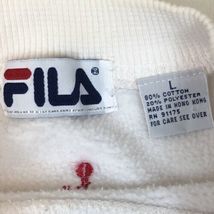 FILA
L
80% COTTON
20% POLYESTER
MADE IN HONG KONG
RN 91175
FOR CARE SEE OVER